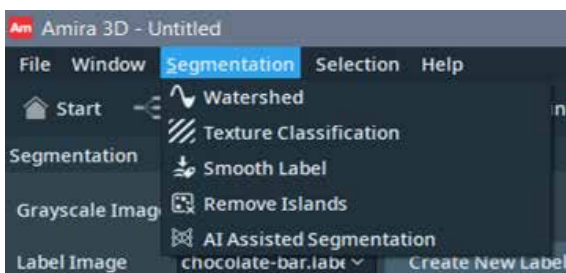 Am Amira 3D - Untitled
File Window Segmentation Selection Help
Start
Watershed
Texture Classification
Segmentation
Smooth Label
Remove Islands
Grayscale Imag
AI Assisted Segmentation
Label Image chocolate-bar.labe Create New Label